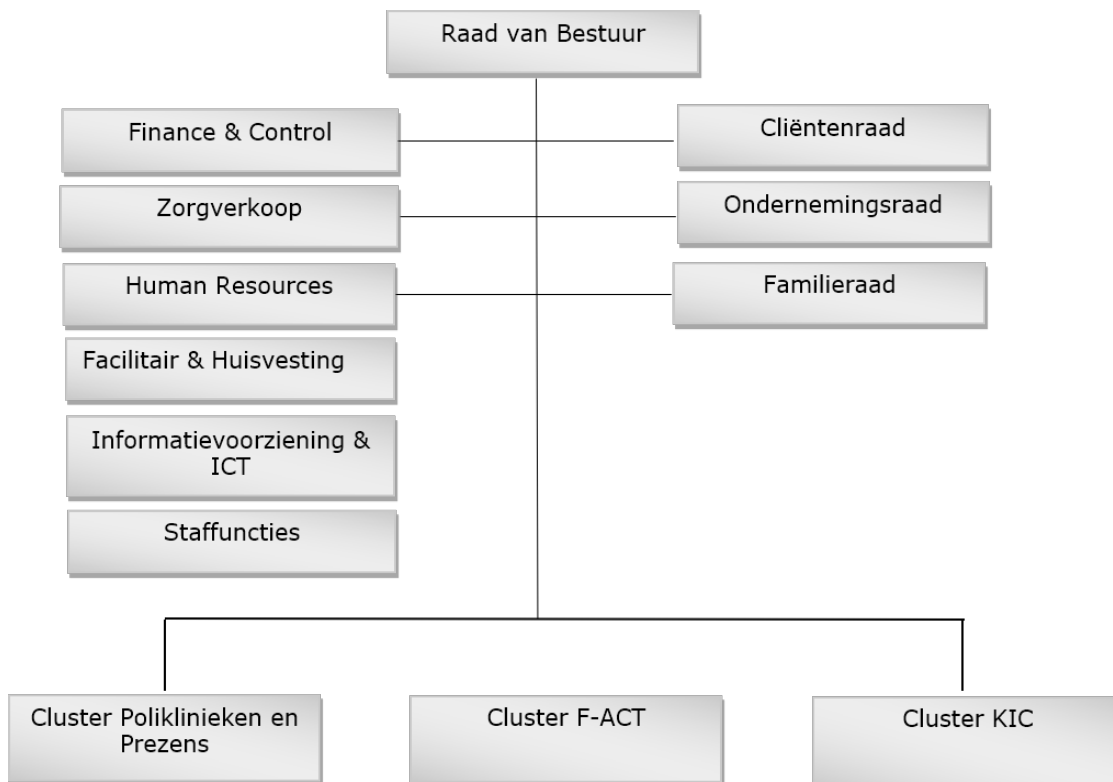 Raad van Bestuur
Finance & Control
Cliëntenraad
Zorgverkoop
Ondernemingsraad
Human Resources
Familieraad
Facilitair & Huisvesting
Informatievoorziening &
ICT
Staffuncties
Cluster Poliklinieken en
Prezens
Cluster F-ACT
Cluster KIC